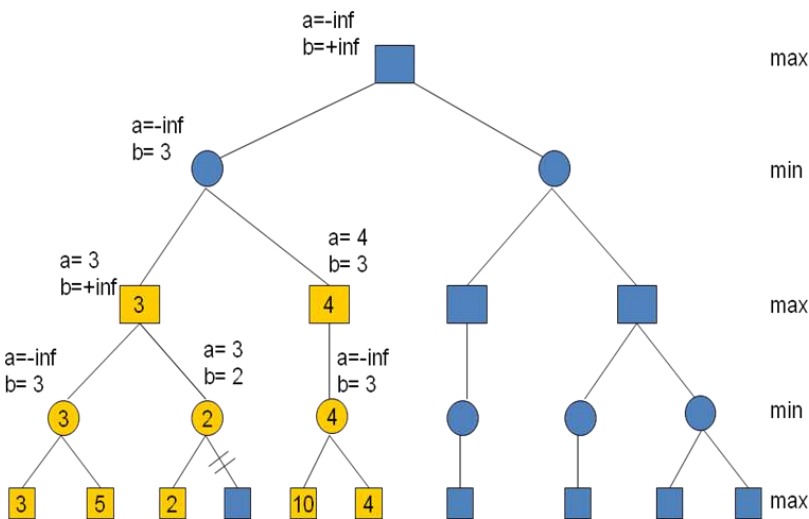 a=-inf
b=+inf
max
a=-inf
b= 3
min
a= 3
b=+inf
a= 4
b= 3
3
4
max
a=-inf
b= 3
a= 3
b= 2
a=-inf
b= 3
3
2
4
min
3
5
2
10
4
max